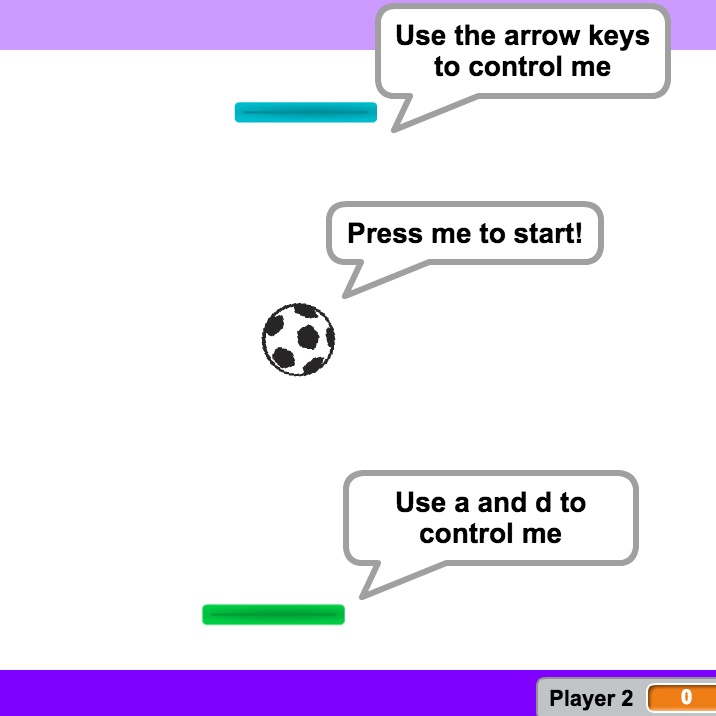 Use the arrow keys
to control me
Press me to start!
Use a and d to
control me
Player 2 0